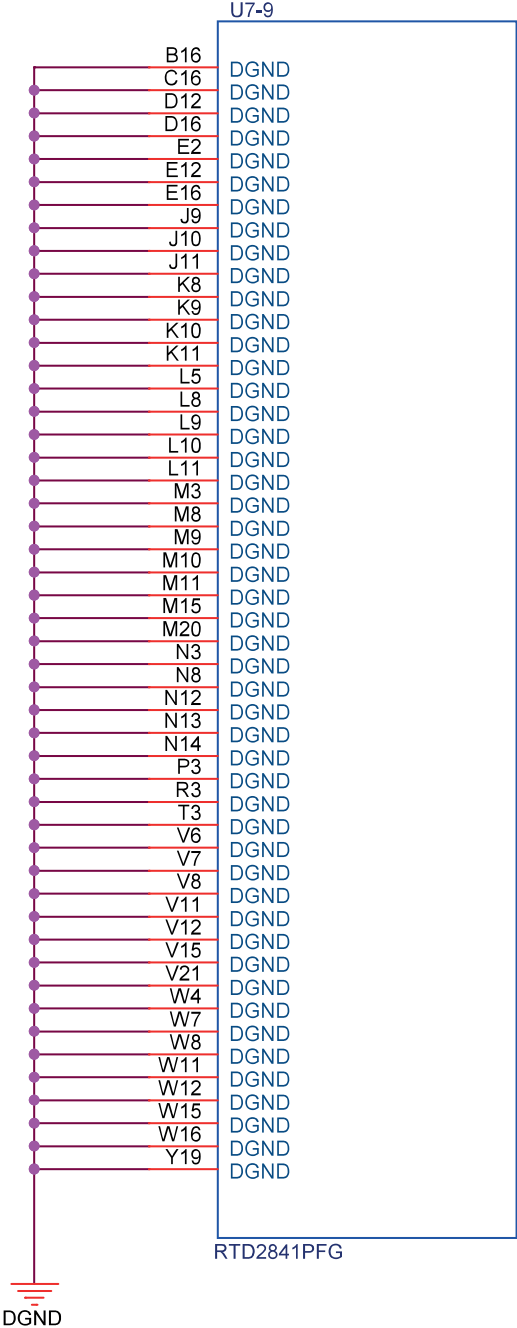 U7-9
B16 DGND
C16 DGND
D12 DGND
D16 DGND
E2 DGND
E12 DGND
E16 DGND
J9 DGND
J10 DGND
J11 DGND
K8 DGND
K9 DGND
K10 DGND
K11 DGND
L5 DGND
L8 DGND
L9 DGND
L10 DGND
L11 DGND
M3 DGND
M8 DGND
M9 DGND
M10 DGND
M11 DGND
M15 DGND
M20 DGND
N3 DGND
N8 DGND
N12 DGND
N13 DGND
N14 DGND
P3 DGND
R3 DGND
T3 DGND
V6 DGND
V7 DGND
V8 DGND
V11 DGND
V12 DGND
V15 DGND
V21 DGND
W4 DGND
W7 DGND
W8 DGND
W11 DGND
W12 DGND
W15 DGND
W16 DGND
Y19 DGND
RTD2841PFG
DGND